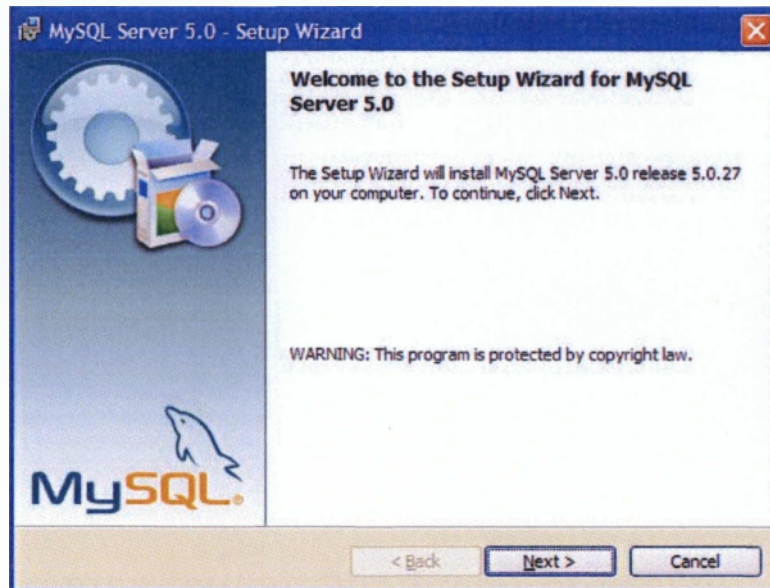 MySQL Server 5.0 - Setup Wizard
Welcome to the Setup Wizard for MySQL
Server 5.0
The Setup Wizard will install MySQL Server 5.0 release 5.0.27
on your computer. To continue, click Next.
WARNING: This program is protected by copyright law.
MySQL®
< Back
Next >
Cancel